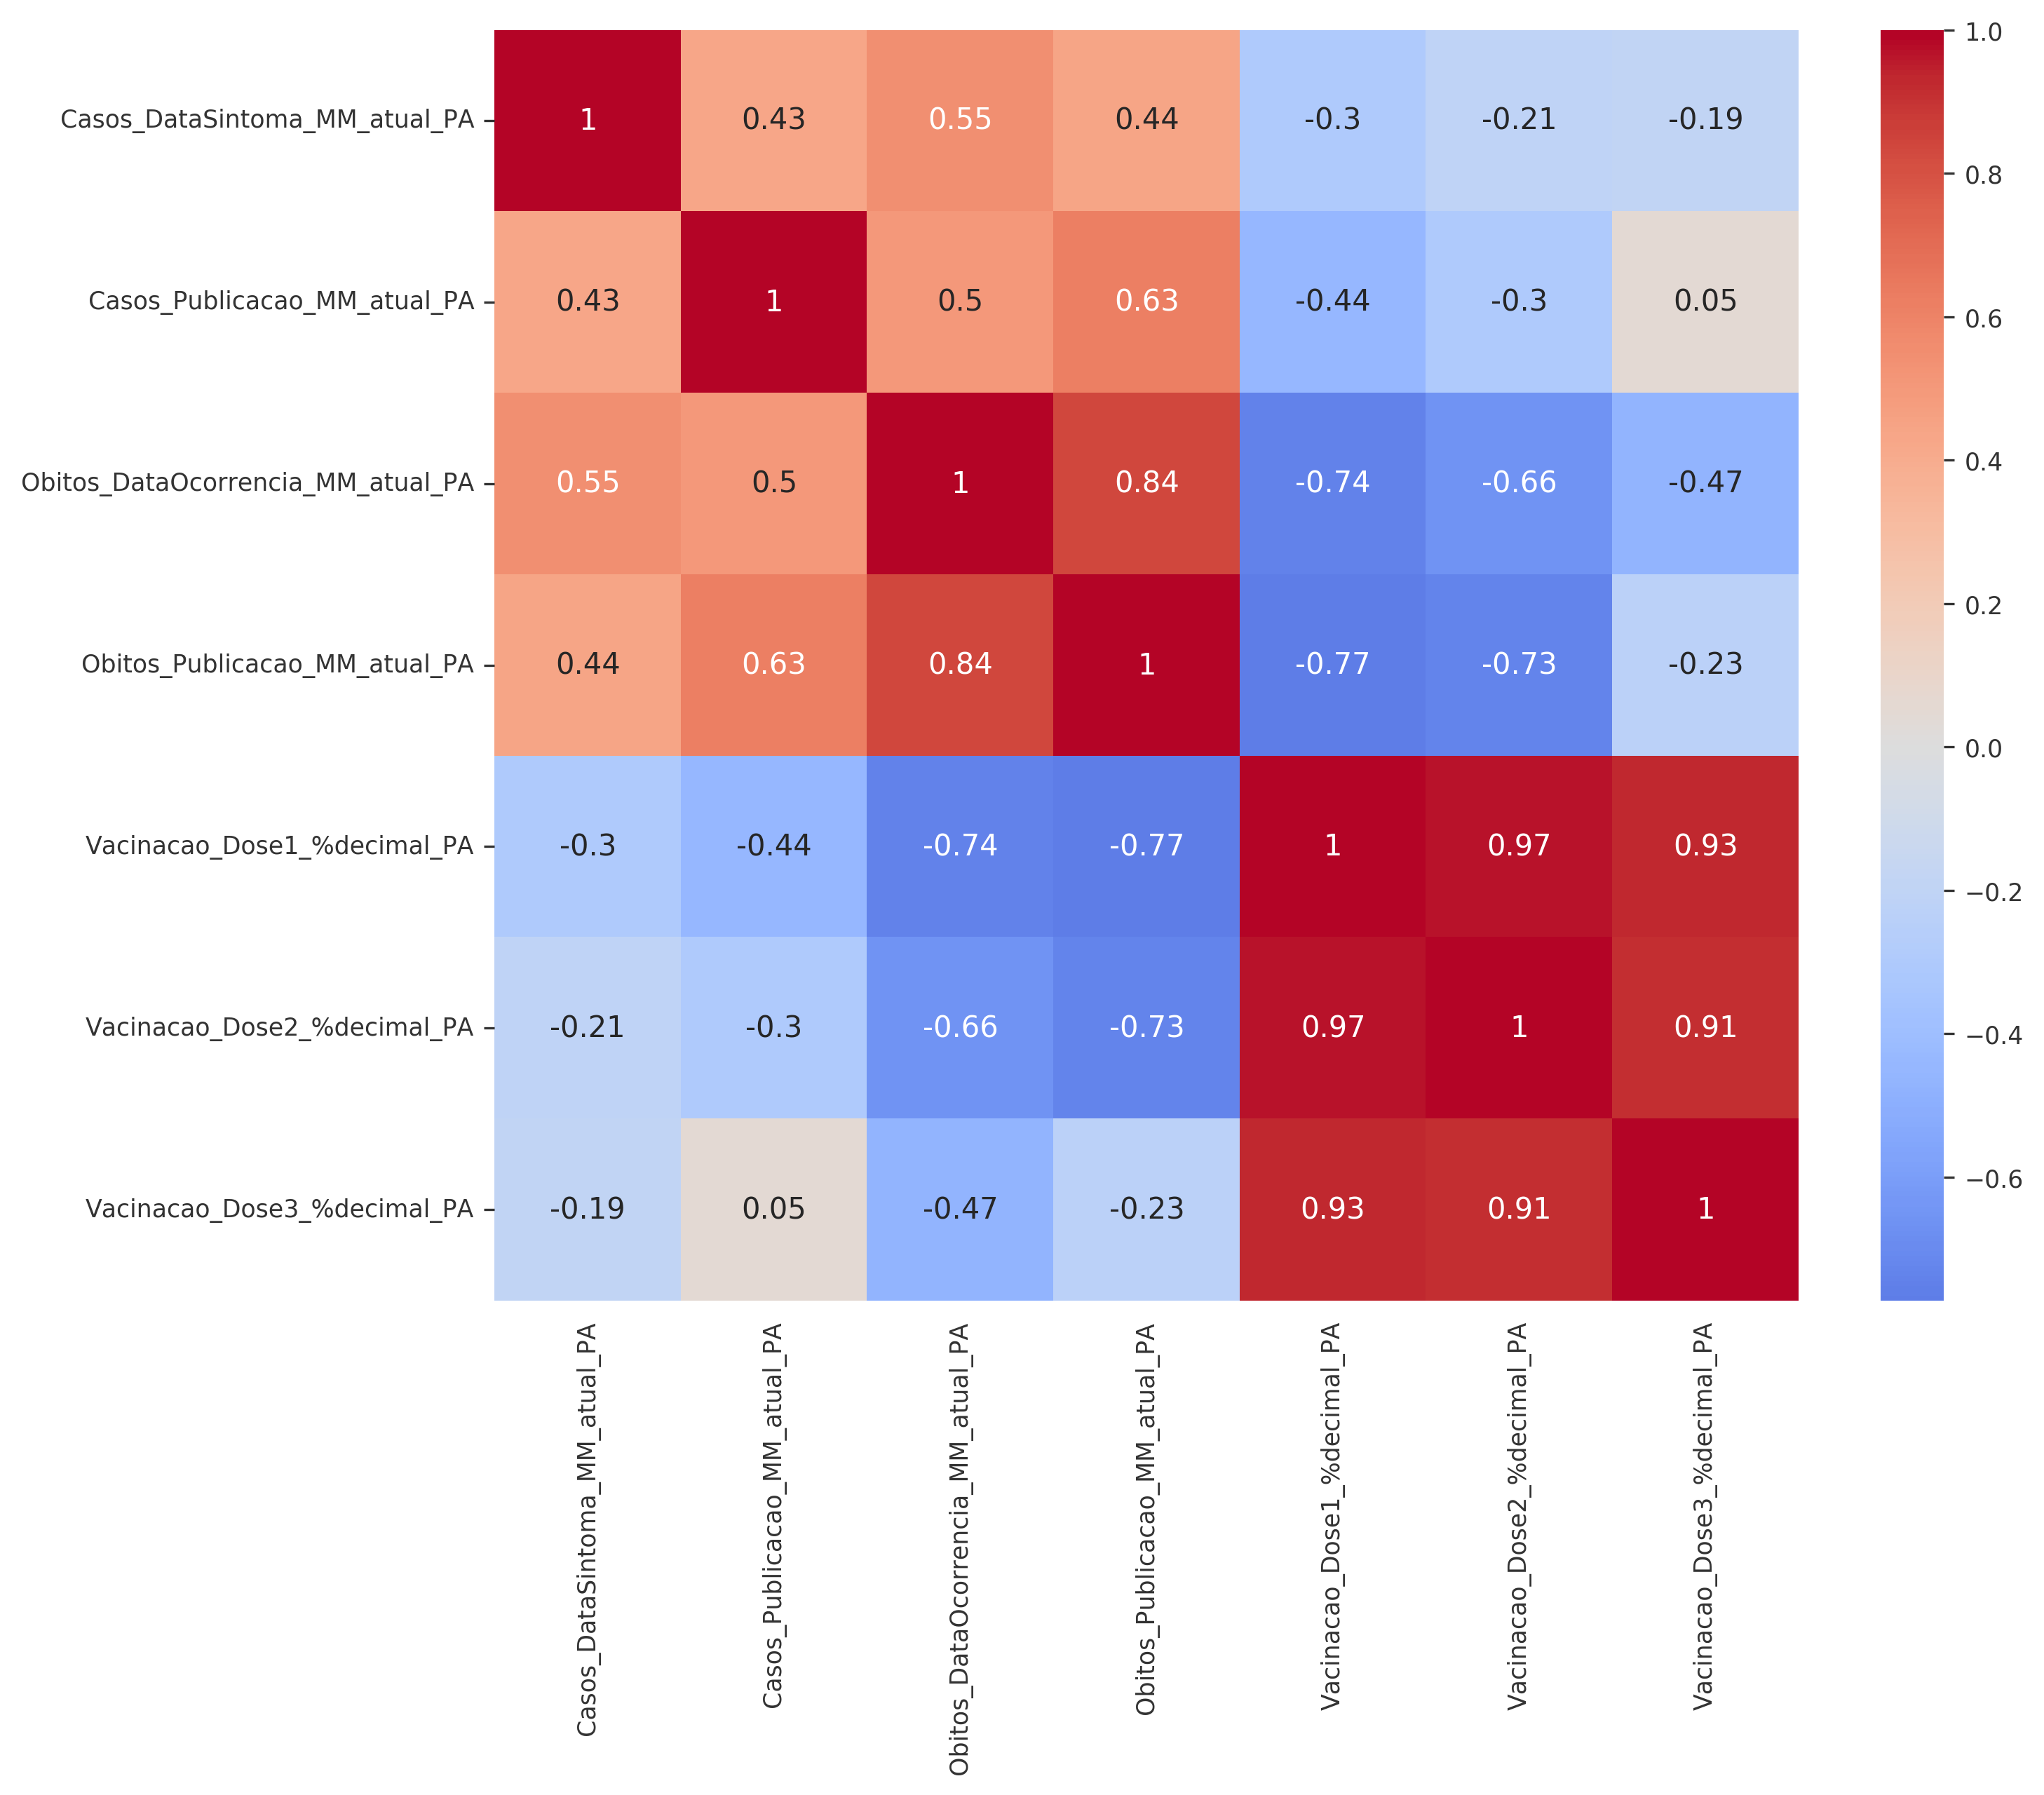 Casos_DataSintoma_MM_atual_PA 1 0.43 0.55 0.44 -0.3 -0.21 -0.19
Casos_Publicacao_MM_atual_PA 0.43 1 0.5 0.63 -0.44 -0.3 0.05
Obitos_DataOcorrencia_MM_atual_PA 0.55 0.5 1 0.84 -0.74 -0.66 -0.47
Obitos_Publicacao_MM_atual_PA 0.44 0.63 0.84 1 -0.77 -0.73 -0.23
Vacinacao_Dose1_%decimal_PA -0.3 -0.44 -0.74 -0.77 1 0.97 0.93
Vacinacao_Dose2_%decimal_PA -0.21 -0.3 -0.66 -0.73 0.97 1 0.91
Vacinacao_Dose3_%decimal_PA -0.19 0.05 -0.47 -0.23 0.93 0.91 1
Casos_DataSintoma_MM_atual_PA
Casos_Publicacao_MM_atual_PA
Obitos_DataOcorrencia_MM_atual_PA
Obitos_Publicacao_MM_atual_PA
Vacinacao_Dose1_%decimal_PA
Vacinacao_Dose2_%decimal_PA
Vacinacao_Dose3_%decimal_PA
1.0
0.8
0.6
0.4
0.2
0.0
−0.2
−0.4
−0.6